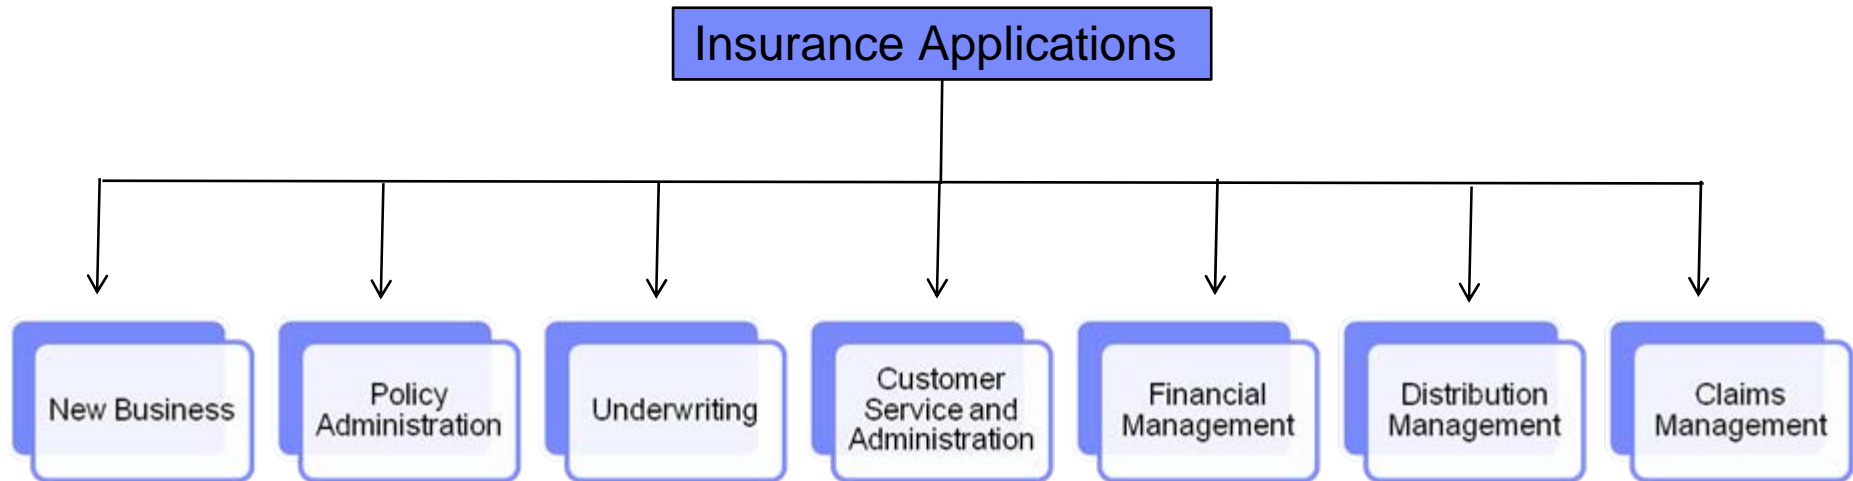 Insurance Applications
New Business
Policy
Administration
Underwriting
Customer
Service and
Administration
Financial
Management
Distribution
Management
Claims
Management